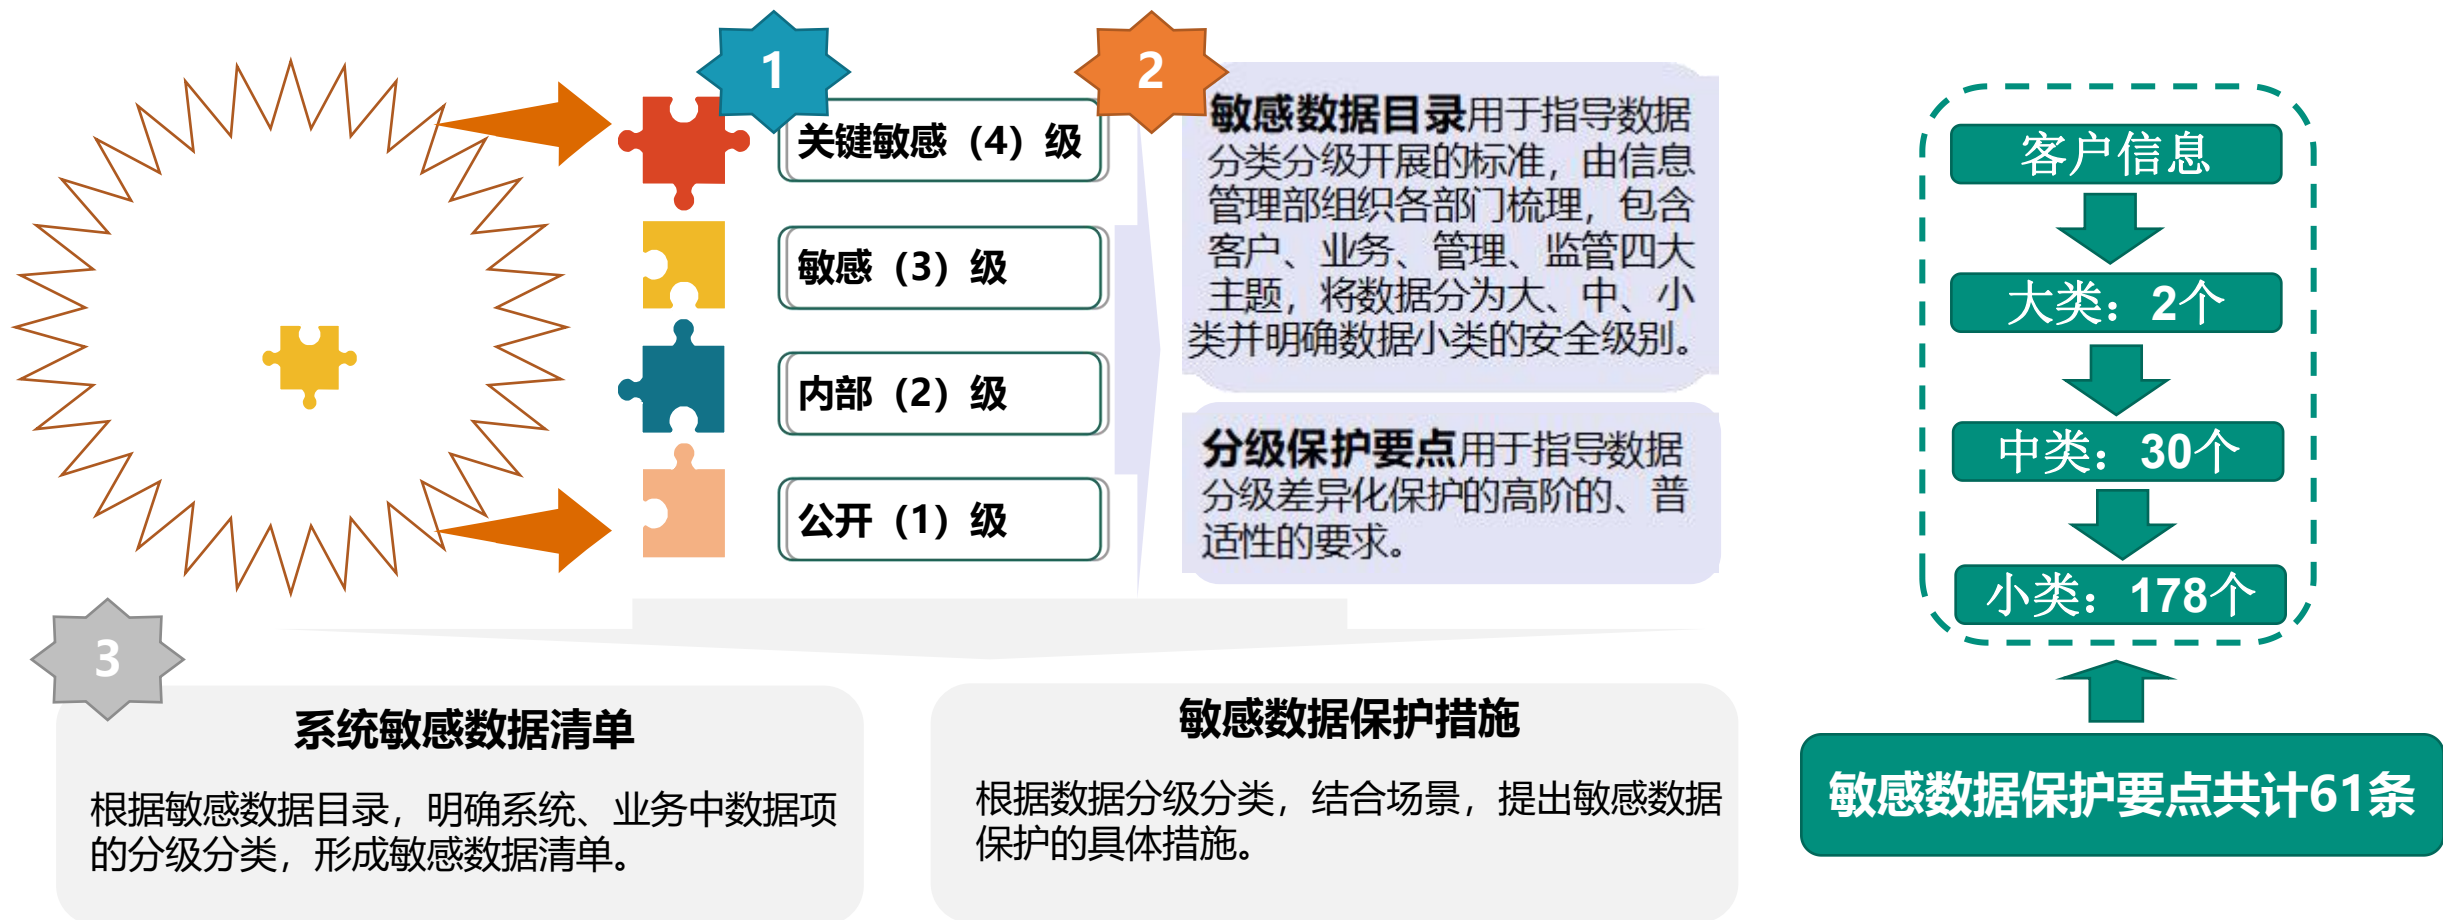 1
关键敏感（4）级
敏感（3）级
内部（2）级
公开（1）级
2
敏感数据目录用于指导数据
分类分级开展的标准，由信息
管理部组织各部门梳理，包含
客户、业务、管理、监管四大
主题，将数据分为大、中、小
类并明确数据小类的安全级别。
分级保护要点用于指导数据
分级差异化保护的高阶的、普
适性的要求。
3
系统敏感数据清单
根据敏感数据目录，明确系统、业务中数据项
的分级分类，形成敏感数据清单。
敏感数据保护措施
根据数据分级分类，结合场景，提出敏感数据
保护的具体措施。
客户信息
大类：2个
中类：30个
小类：178个
敏感数据保护要点共计61条